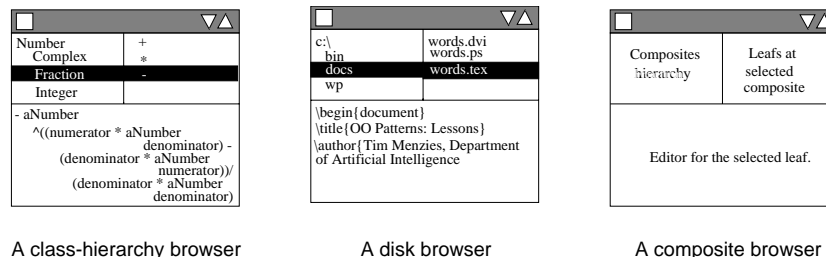 Number
Complex
Fraction
Integer
+
*
-
- aNumber
^((numerator * aNumber
denominator) -
(denominator * aNumber
numerator))/
(denominator * aNumber
denominator)
A class-hierarchy browser
c:\
bin
docs
wp
words.dvi
words.ps
words.tex
\begin{document}
\title{OO Patterns: Lessons}
\author{Tim Menzies, Department
of Artificial Intelligence
A disk browser
Composites
hierarchy
Leafs at
selected
composite
Editor for the selected leaf.
A composite browser